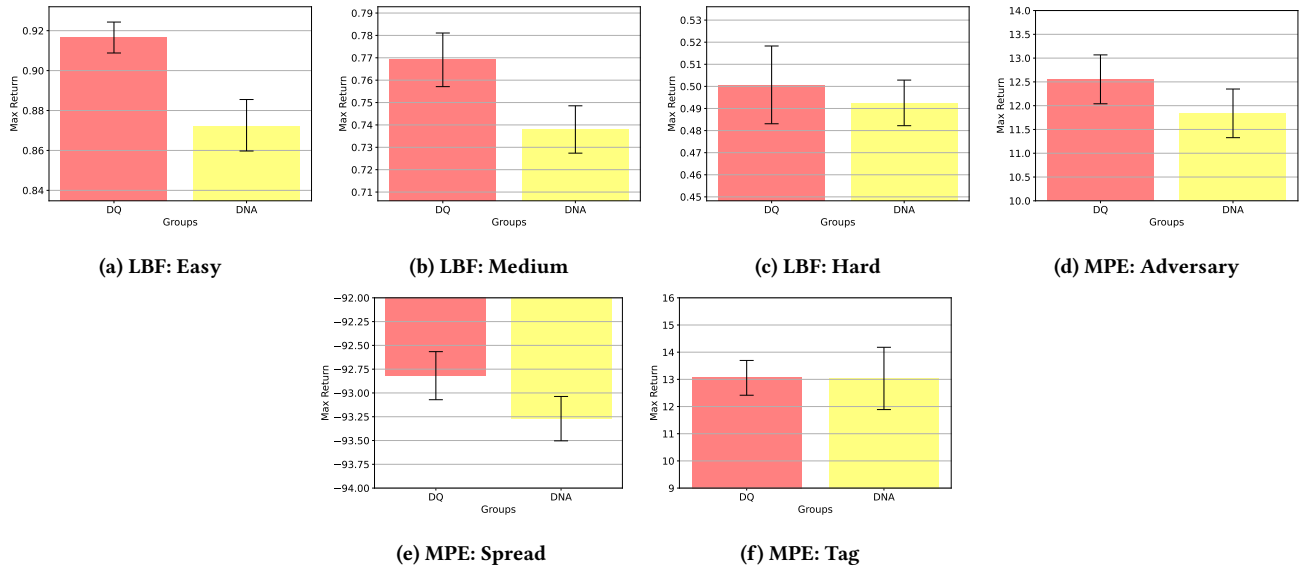 0.92
0.90
0.88
0.86
0.84
Max Return
DQ
DNA
Groups
(a) LBF: Easy
0.79
0.78
0.77
0.76
0.75
0.74
0.73
0.72
0.71
Max Return
DQ
DNA
Groups
(b) LBF: Medium
0.53
0.52
0.51
0.50
0.49
0.48
0.47
0.46
0.45
Max Return
DQ
DNA
Groups
(c) LBF: Hard
14.0
13.5
13.0
12.5
12.0
11.5
11.0
10.5
10.0
Max Return
DQ
DNA
Groups
(d) MPE: Adversary
−92.00
−92.25
−92.50
−92.75
−93.00
−93.25
−93.50
−93.75
−94.00
Max Return
DQ
DNA
Groups
(e) MPE: Spread
16
15
14
13
12
11
10
9
Max Return
DQ
DNA
Groups
(f) MPE: Tag